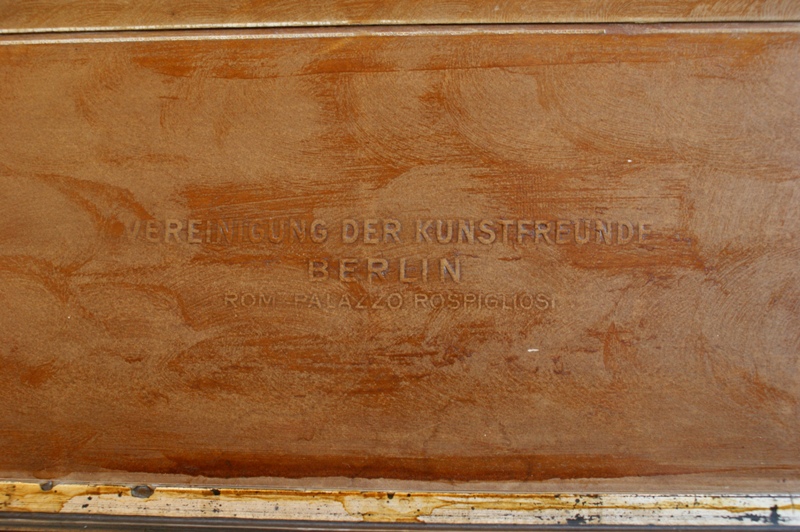 VEREINIGUNG DER KUNSTFREUNDE
BERLIN
ROM PALAZZO ROSPIGLIOSI